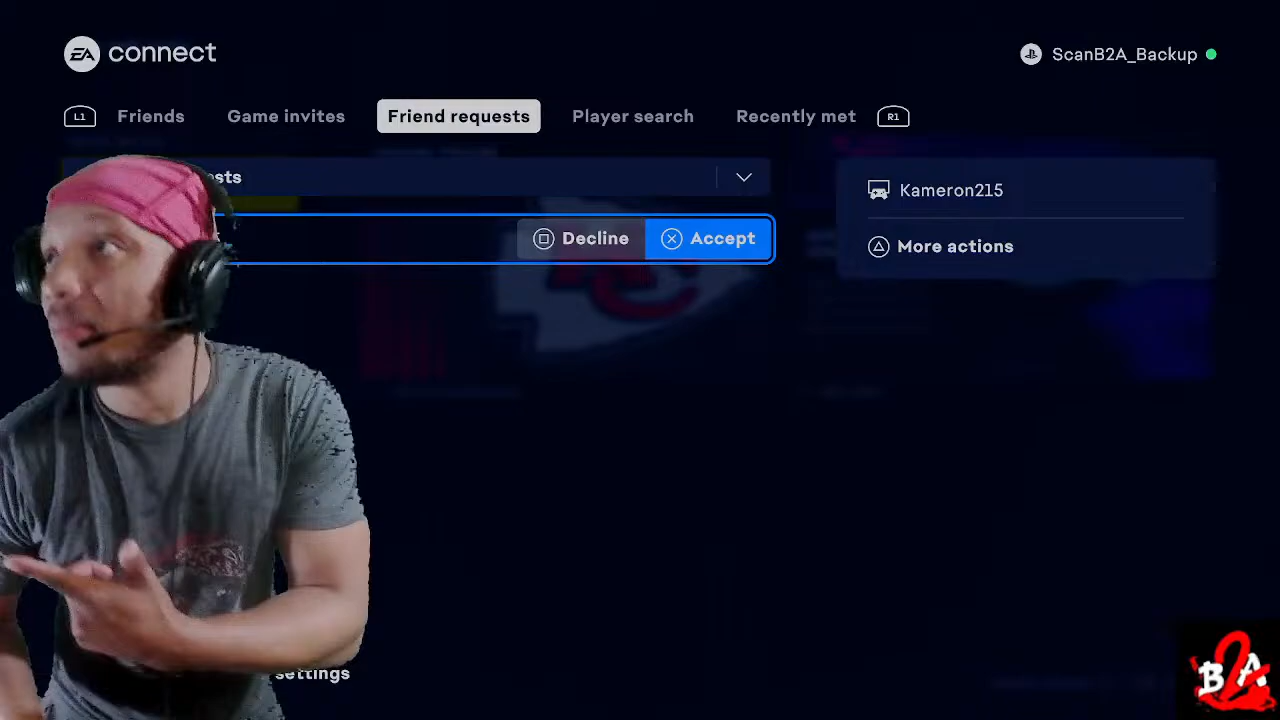 EA connect
ScanB2A_Backup
L1 Friends Game invites Friend requests Player search Recently met R1
Decline Accept
Kameron215
More actions
settings
B2A